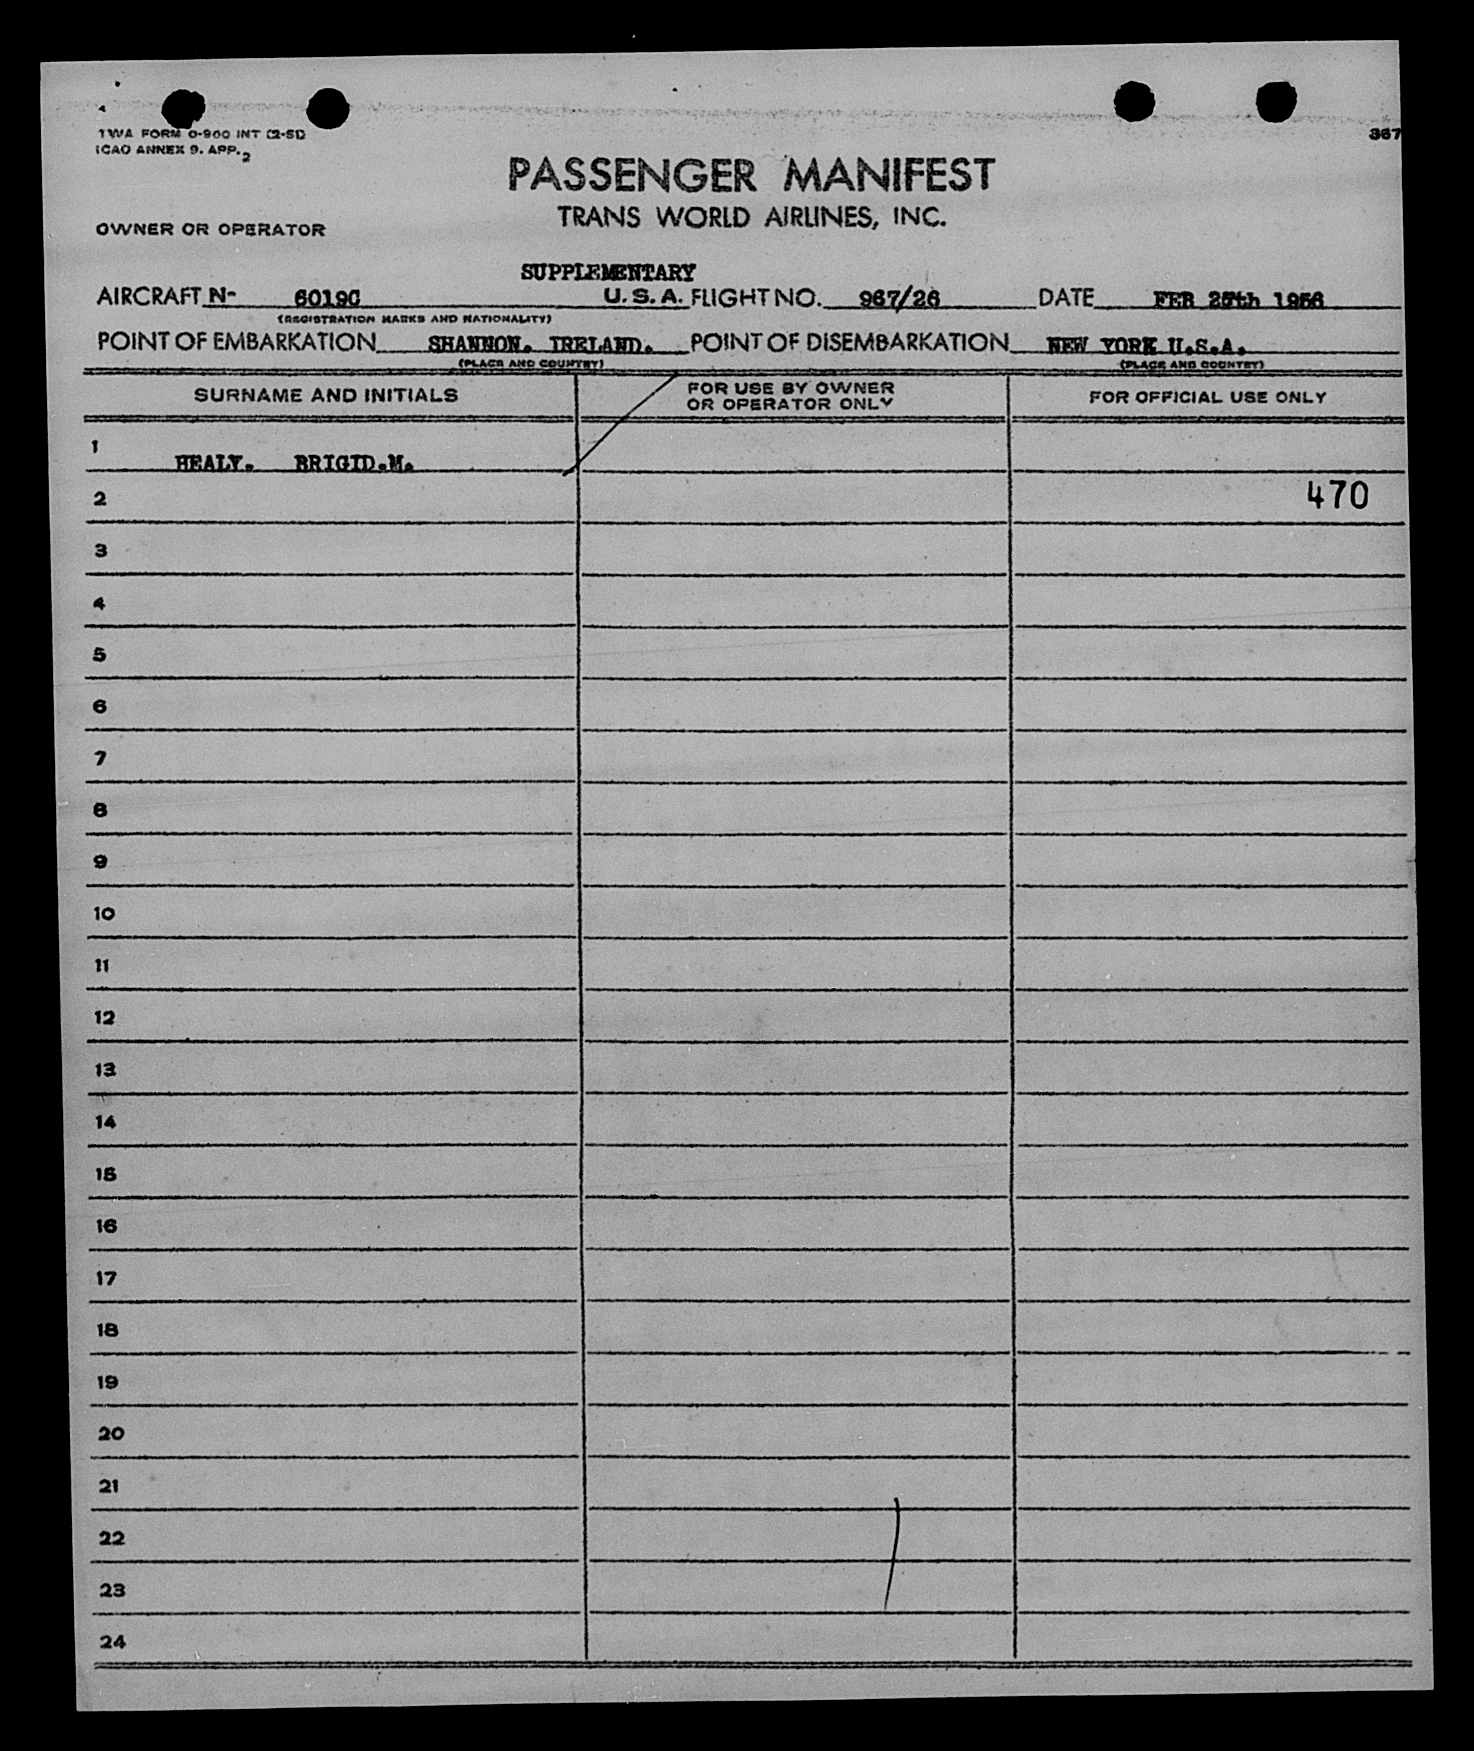 TWA FORM O-900 INT (2-51)
ICAO ANNEX 9. APP. 2
367
PASSENGER MANIFEST
TRANS WORLD AIRLINES, INC.
OWNER OR OPERATOR
SUPPLEMENTARY
AIRCRAFT N- 6019C U. S. A. FLIGHT NO. 967/26 DATE FEB 25th 1956
(REGISTRATION MARKS AND NATIONALITY)
POINT OF EMBARKATION SHANNON. IRELAND. POINT OF DISEMBARKATION NEW YORK U.S.A.
(PLACE AND COUNTRY) (PLACE AND COUNTRY)
SURNAME AND INITIALS FOR USE BY OWNER OR OPERATOR ONLY FOR OFFICIAL USE ONLY
1 HEALY. BRIGID.M.
2 470
3
4
5
6
7
8
9
10
11
12
13
14
15
16
17
18
19
20
21
22
23
24